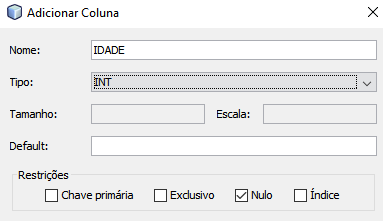 Adicionar Coluna
Nome: IDADE
Tipo: INT
Tamanho: Escala:
Default:
Restrições
Chave primária Exclusivo Nulo Índice